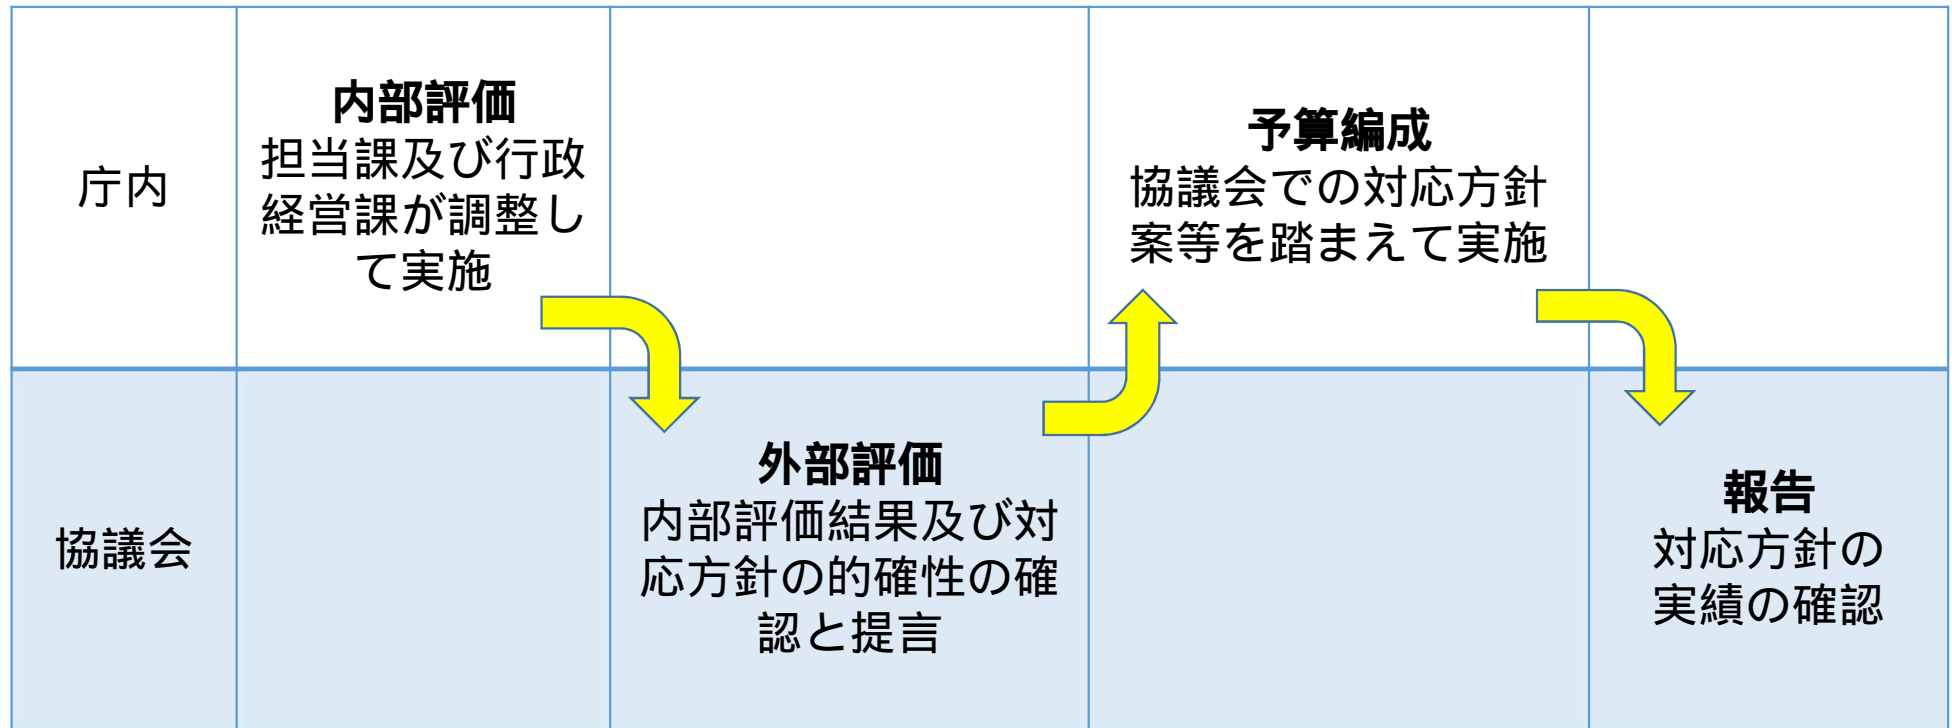 庁内
内部評価
担当課及び行政
経営課が調整し
て実施
予算編成
協議会での対応方針
案等を踏まえて実施
協議会
外部評価
内部評価結果及び対
応方針の的確性の確
認と提言
報告
対応方針の
実績の確認